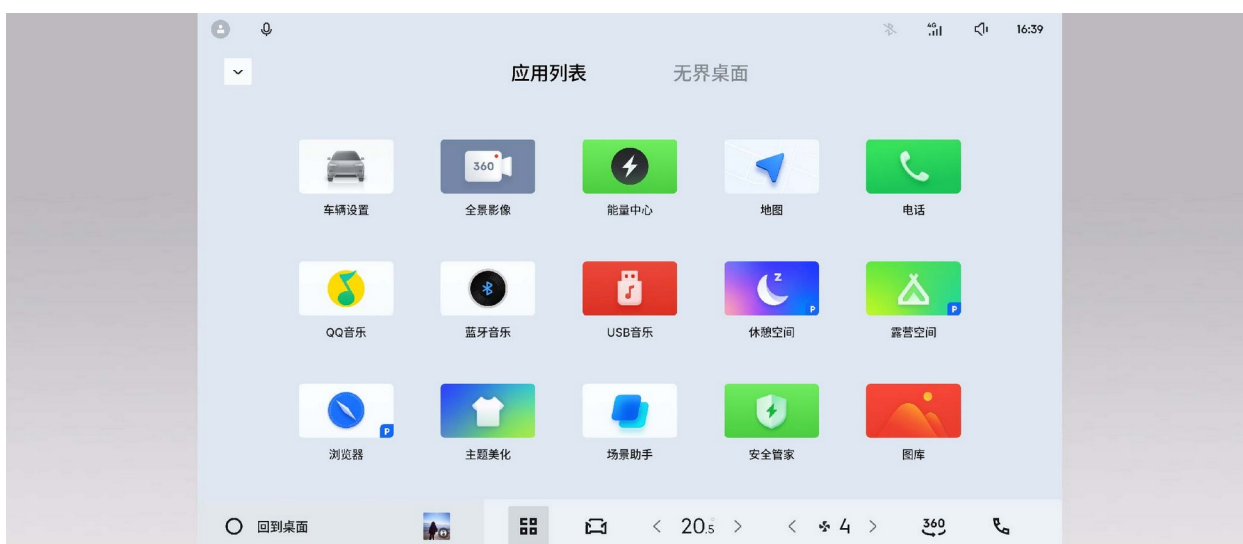 4G
16:39
应用列表 无界桌面
360
车辆设置 全景影像 能量中心 地图 电话
Z
P
P
QQ音乐 蓝牙音乐 USB音乐 休憩空间 露营空间
P
浏览器 主题美化 场景助手 安全管家 图库
回到桌面 < 20.5 > < 4 > 360